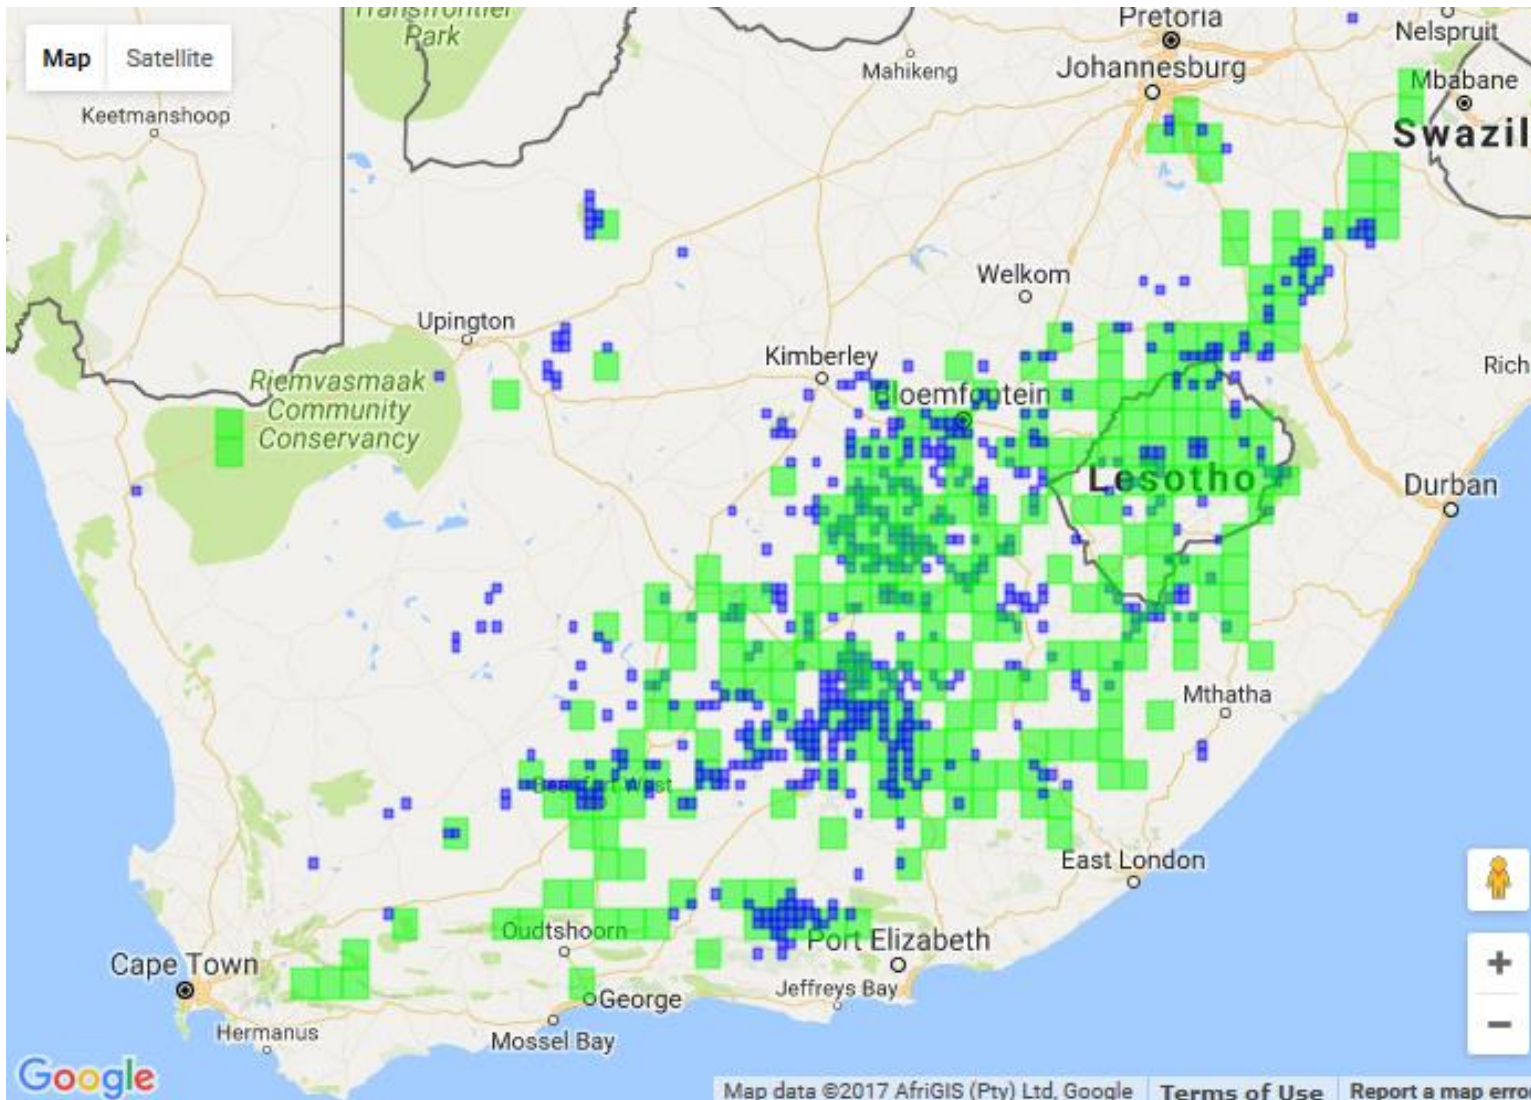 Transfrontier
Park
Map
Satellite
Keetmanshoop
Mahikeng
Pretoria
Johannesburg
Nelspruit
Mbabane
Swazil
Welkom
Upington
Kimberley
Rich
Riemvasmaak
Community
Conservancy
Bloemfontein
Lesotho
Durban
Mthatha
Beaufort West
East London
Oudtshoorn
Port Elizabeth
Cape Town
George
Jeffreys Bay
Hermanus
Mossel Bay
Google
Map data ©2017 AfriGIS (Pty) Ltd, Google
Terms of Use
Report a map erro